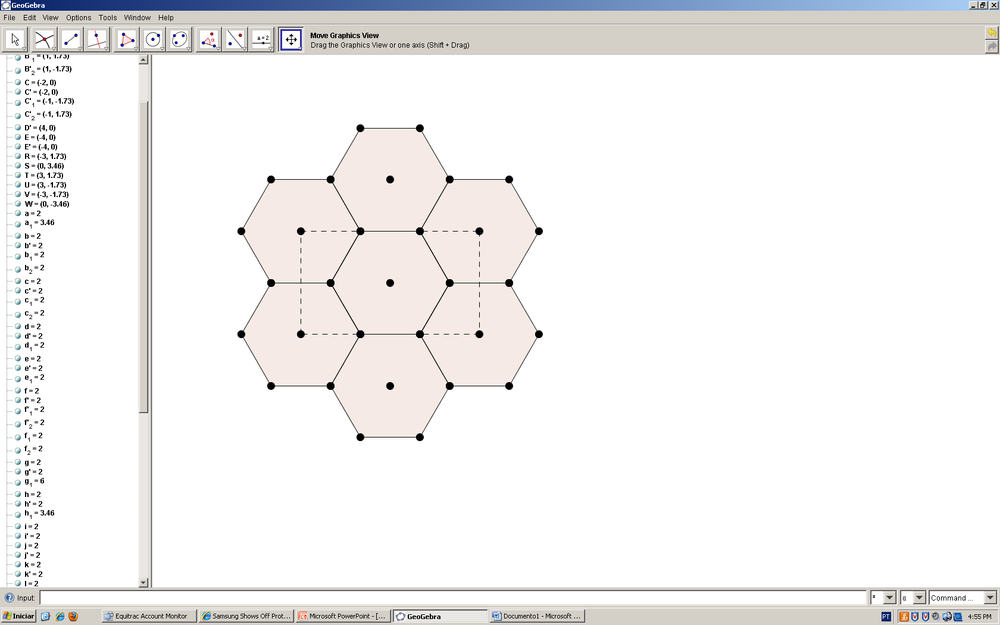 GeoGebra
File Edit View Options Tools Window Help
a = 2
Move Graphics View
Drag the Graphics View or one axis (Shift + Drag)
B'1 = (1, 1.73)
B'2 = (1, -1.73)
C = (-2, 0)
C' = (-2, 0)
C'1 = (-1, -1.73)
C'2 = (-1, 1.73)
D' = (4, 0)
E = (-4, 0)
E' = (-4, 0)
R = (-3, 1.73)
S = (0, 3.46)
T = (3, 1.73)
U = (3, -1.73)
V = (-3, -1.73)
W = (0, -3.46)
a = 2
a1 = 3.46
b = 2
b' = 2
b1 = 2
b2 = 2
c = 2
c' = 2
c1 = 2
c2 = 2
d = 2
d' = 2
d1 = 2
e = 2
e' = 2
e1 = 2
f = 2
f' = 2
f'1 = 2
f'2 = 2
f1 = 2
f2 = 2
g = 2
g' = 2
g1 = 6
h = 2
h' = 2
h1 = 3.46
i = 2
i' = 2
j = 2
j' = 2
k = 2
k' = 2
l = 2
Input: ² α Command ...
Iniciar Equitrac Account Monitor Samsung Shows Off Prot... Microsoft PowerPoint - [... GeoGebra Documento1 - Microsoft ... PT 4:55 PM